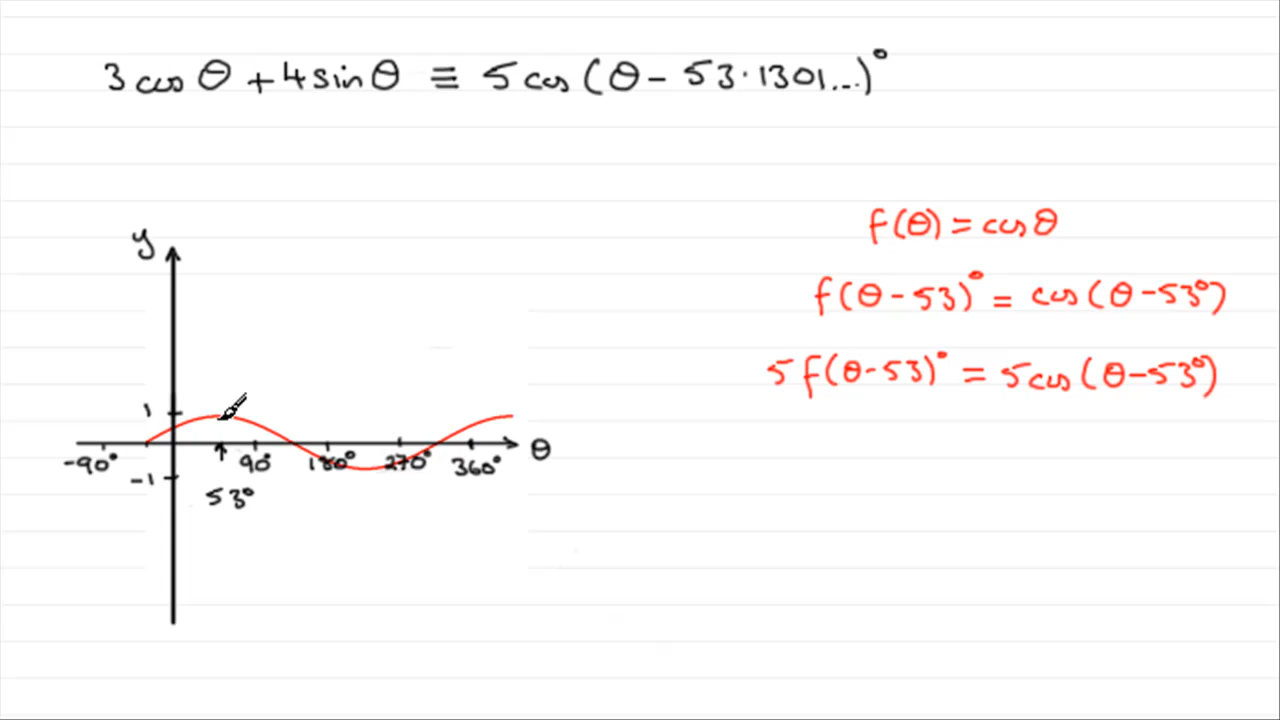 3 cos θ + 4 sin θ ≡ 5 cos (θ - 53·1301...)°
f(θ) = cos θ
f(θ - 53)° = cos (θ - 53°)
5 f(θ - 53)° = 5 cos (θ - 53°)
y
1
-1
-90°
90°
180°
270°
360°
θ
53°